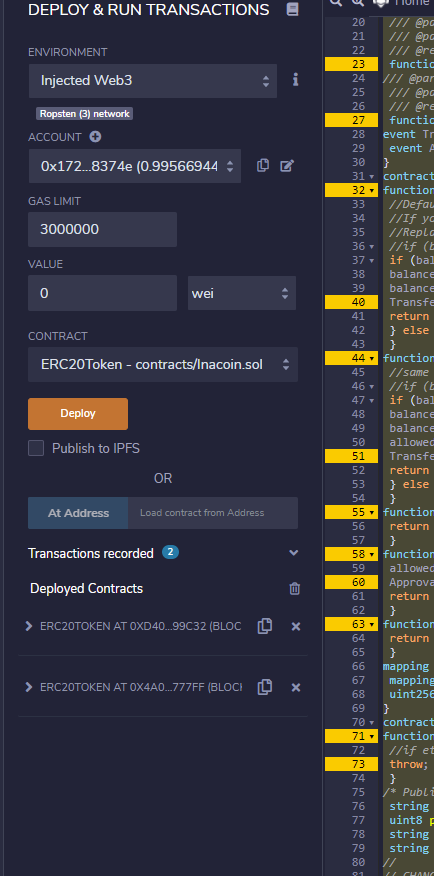 DEPLOY & RUN TRANSACTIONS
ENVIRONMENT
Injected Web3
Ropsten (3) network
ACCOUNT
0x172...8374e (0.99566944
GAS LIMIT
3000000
VALUE
0
wei
CONTRACT
ERC20Token - contracts/Inacoin.sol
Deploy
Publish to IPFS
OR
At Address
Load contract from Address
Transactions recorded 2
Deployed Contracts
ERC20TOKEN AT 0XD40...99C32 (BLOC
ERC20TOKEN AT 0X4A0...777FF (BLOCK
Home
20 /// @pa
21 /// @pa
22 /// @re
23 function
24 /// @par
25 /// @pa
26 /// @re
27 function
28 event Tr
29 event A
30 }
31 contract
32 function
33 //Defau
34 //If yo
35 //Repla
36 //if (b
37 if (bal
38 balance
39 balance
40 Transfe
41 return
42 } else
43 }
44 function
45 //same
46 //if (b
47 if (bal
48 balance
49 balance
50 allowed
51 Transfe
52 return
53 } else
54 }
55 function
56 return
57 }
58 function
59 allowed
60 Approva
61 return
62 }
63 function
64 return
65 }
66 mapping
67 mapping
68 uint256
69 }
70 contract
71 function
72 //if et
73 throw;
74 }
75 /* Publi
76 string
77 uint8 p
78 string
79 string
80 //
81 // CHANG